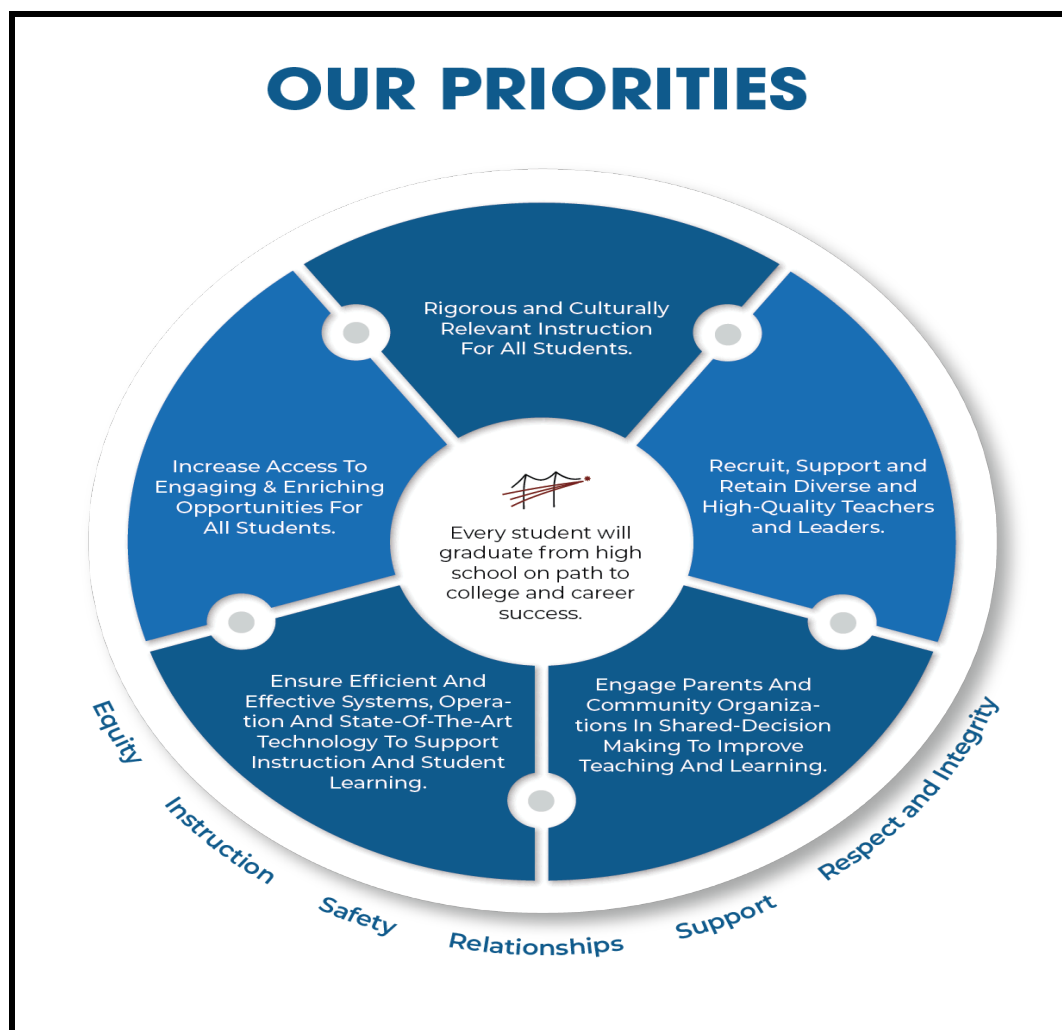 OUR PRIORITIES
Rigorous and Culturally
Relevant Instruction
For All Students.
Increase Access To
Engaging & Enriching
Opportunities For
All Students.
Recruit, Support and
Retain Diverse and
High-Quality Teachers
and Leaders.
Every student will
graduate from high
school on path to
college and career
success.
Ensure Efficient And
Effective Systems, Opera-
tion And State-Of-The-Art
Technology To Support
Instruction And Student
Learning.
Engage Parents And
Community Organiza-
tions In Shared-Decision
Making To Improve
Teaching And Learning.
Equity
Instruction
Safety
Relationships
Support
Respect and Integrity